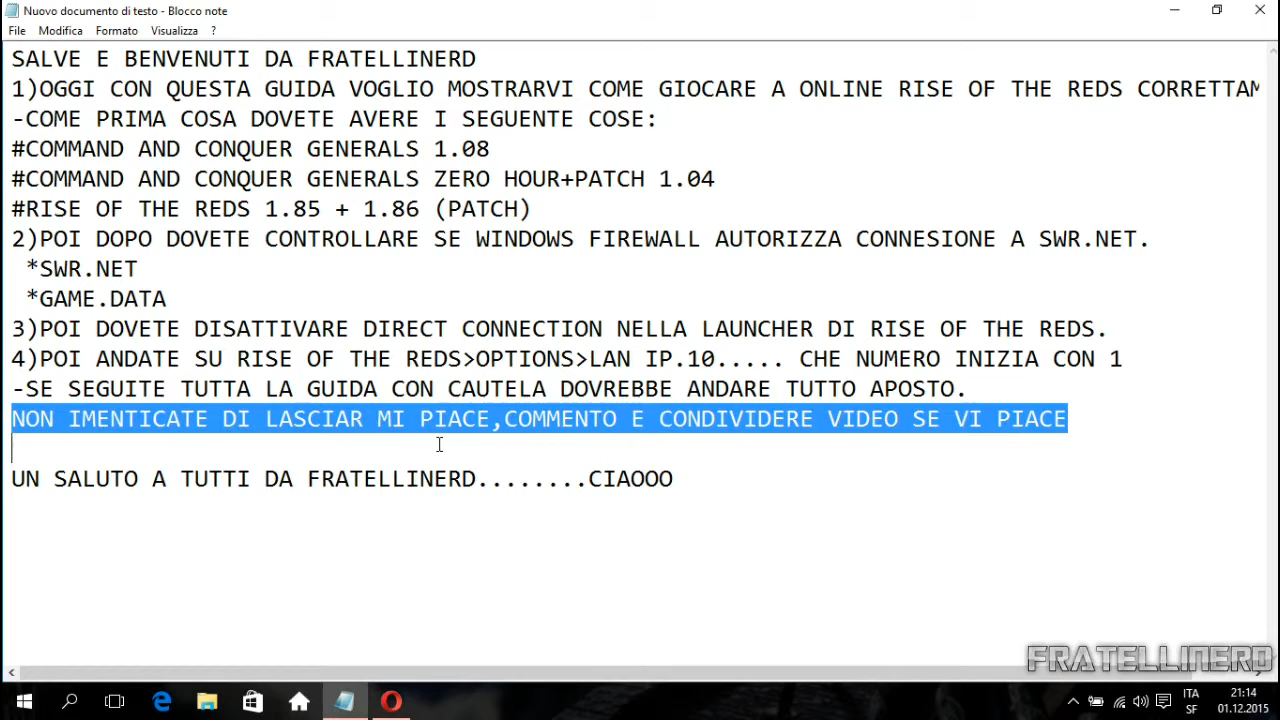 Nuovo documento di testo - Blocco note
File Modifica Formato Visualizza ?
SALVE E BENVENUTI DA FRATELLINERD
1)OGGI CON QUESTA GUIDA VOGLIO MOSTRARVI COME GIOCARE A ONLINE RISE OF THE REDS CORRETTAM
-COME PRIMA COSA DOVETE AVERE I SEGUENTE COSE:
#COMMAND AND CONQUER GENERALS 1.08
#COMMAND AND CONQUER GENERALS ZERO HOUR+PATCH 1.04
#RISE OF THE REDS 1.85 + 1.86 (PATCH)
2)POI DOPO DOVETE CONTROLLARE SE WINDOWS FIREWALL AUTORIZZA CONNESIONE A SWR.NET.
*SWR.NET
*GAME.DATA
3)POI DOVETE DISATTIVARE DIRECT CONNECTION NELLA LAUNCHER DI RISE OF THE REDS.
4)POI ANDATE SU RISE OF THE REDS>OPTIONS>LAN IP.10..... CHE NUMERO INIZIA CON 1
-SE SEGUITE TUTTA LA GUIDA CON CAUTELA DOVREBBE ANDARE TUTTO APOSTO.
NON IMENTICATE DI LASCIAR MI PIACE,COMMENTO E CONDIVIDERE VIDEO SE VI PIACE
UN SALUTO A TUTTI DA FRATELLINERD........CIAOOO
FRATELLINERD
ITA 21:14
SF 01.12.2015